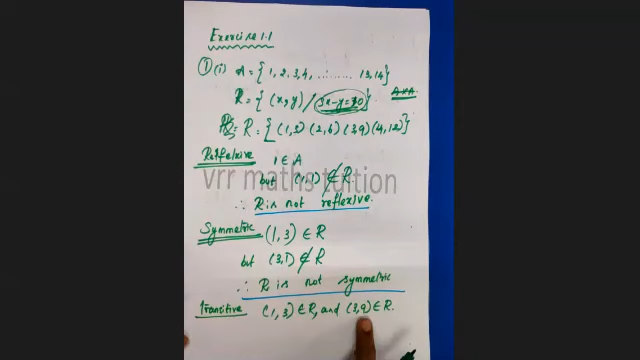 Exercise 1.1
① (i) A = { 1, 2, 3, 4, ......... 13, 14}
R = { (x, y) / 3x-y=0}
A×A
R = { (1,3) (2,6) (3,9) (4,12)}
Reflexive 1 ∈ A
but (1,1) ∉ R
vrr maths tuition
∴ R is not reflexive.
Symmetric (1, 3) ∈ R
but (3,1) ∉ R
∴ R is not symmetric
Transitive (1, 3) ∈ R, and (3,9) ∈ R.